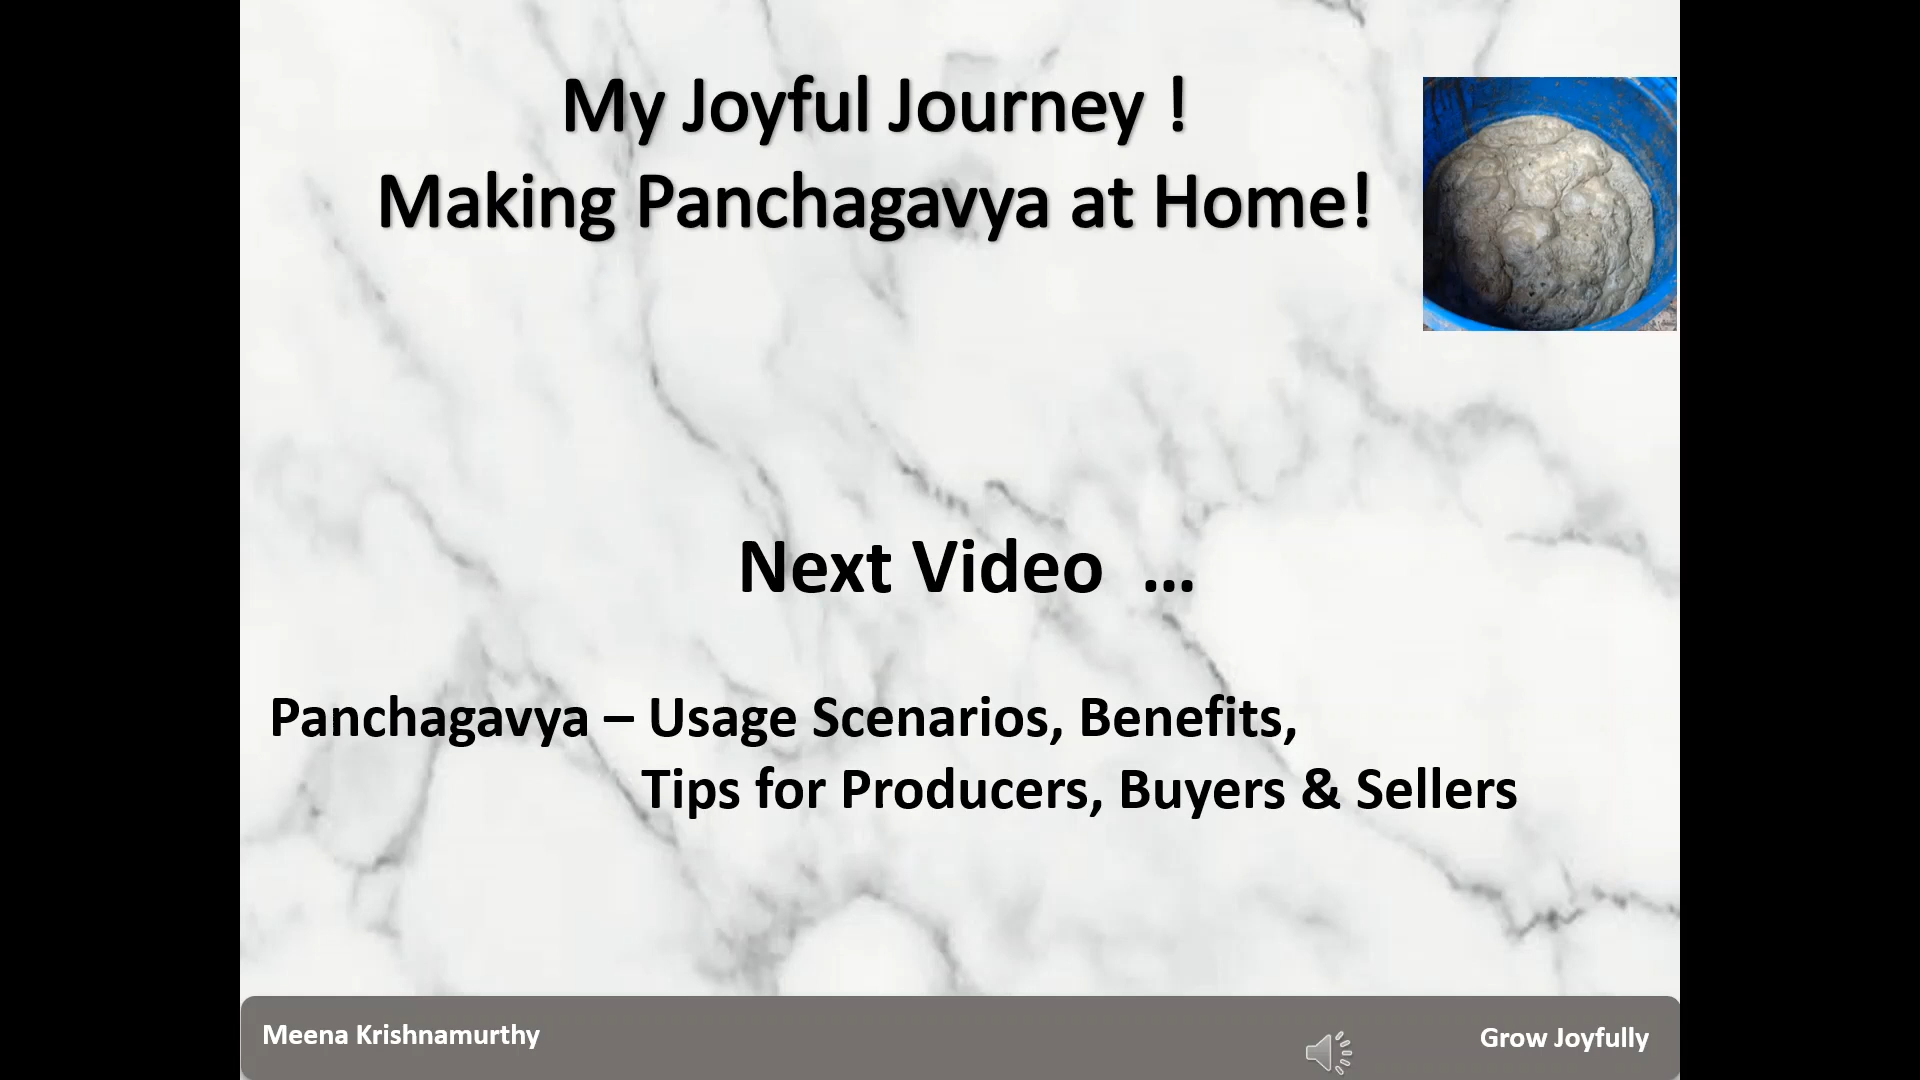 My Joyful Journey !
Making Panchagavya at Home!
Next Video ...
Panchagavya – Usage Scenarios, Benefits,
Tips for Producers, Buyers & Sellers
Meena Krishnamurthy
Grow Joyfully